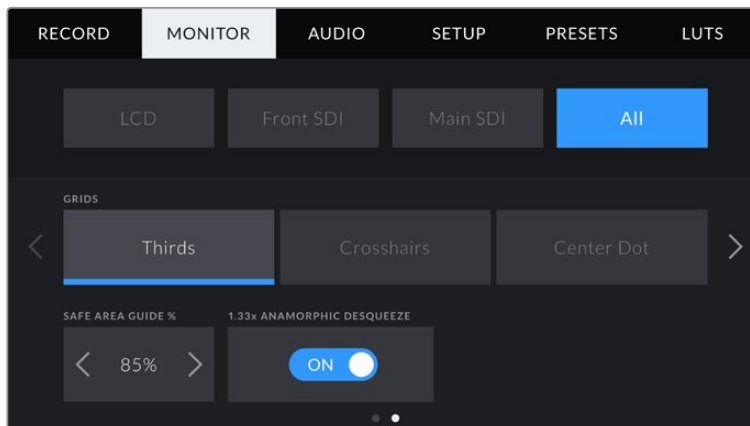 RECORD MONITOR AUDIO SETUP PRESETS LUTS
LCD Front SDI Main SDI All
GRIDS
Thirds Crosshairs Center Dot
SAFE AREA GUIDE % 1.33x ANAMORPHIC DESQUEEZE
85% ON